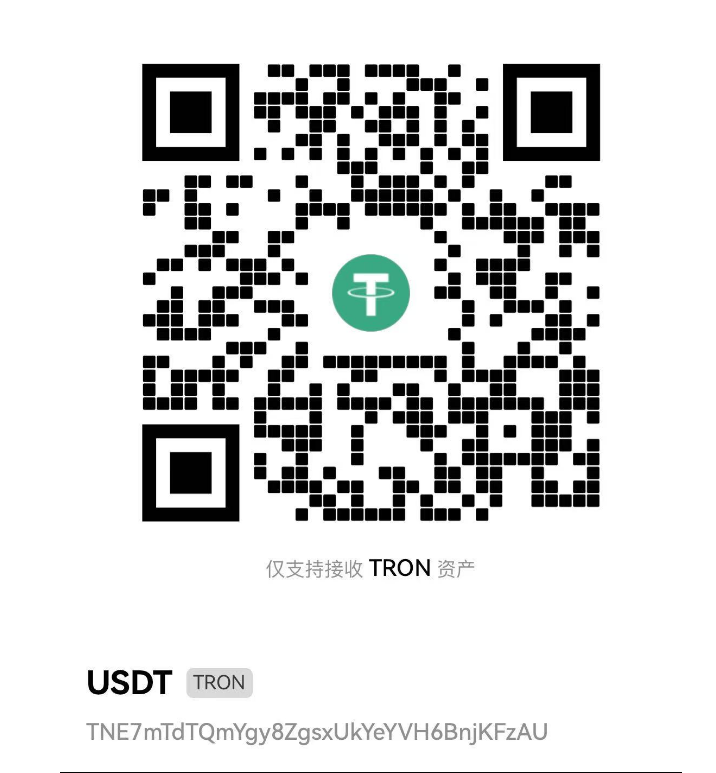 仅支持接收 TRON 资产
USDT TRON
TNE7mTdTQmYgy8ZgsxUkYeYVH6BnjKFzAU